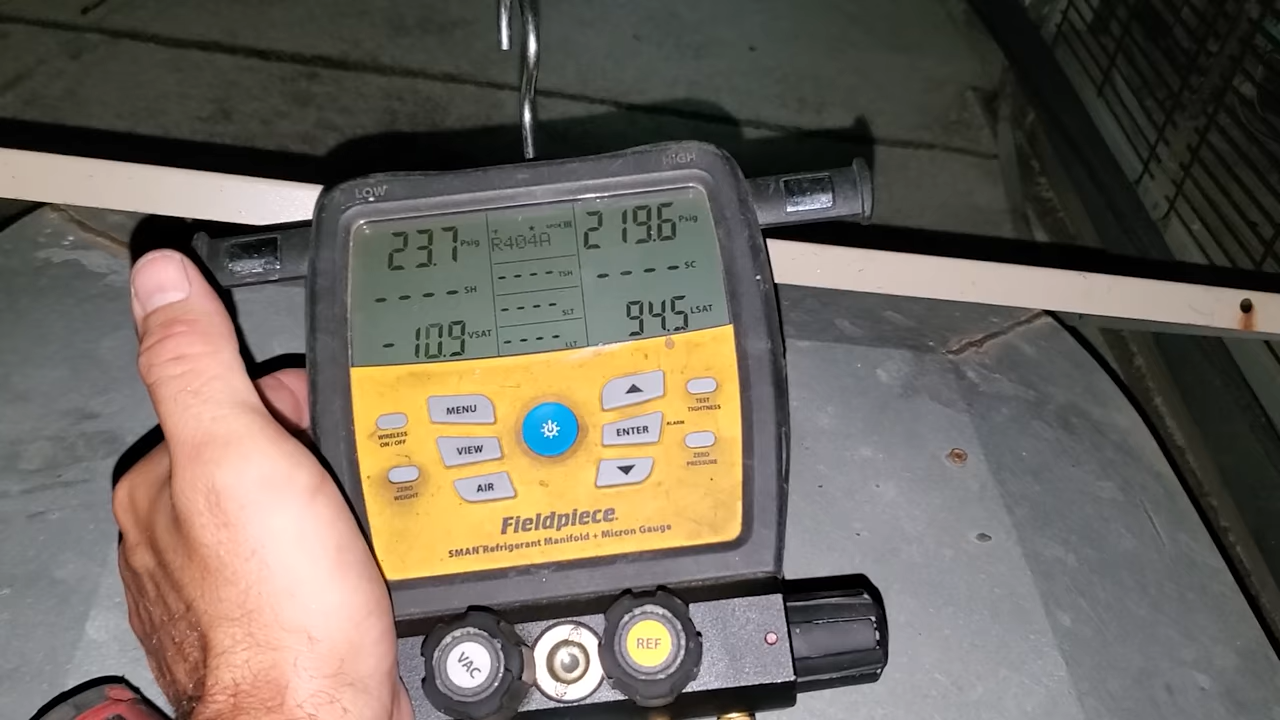 LOW
HIGH
23.7 Psig
R404A
219.6 Psig
---- SH
---- TSH
---- SC
-10.9 VSAT
---- SLT
94.5 LSAT
---- LLT
MENU
VIEW
AIR
ENTER
WIRELESS
ON / OFF
ZERO
WEIGHT
TEST
TIGHTNESS
ALARM
ZERO
PRESSURE
Fieldpiece
SMAN Refrigerant Manifold + Micron Gauge
VAC
REF